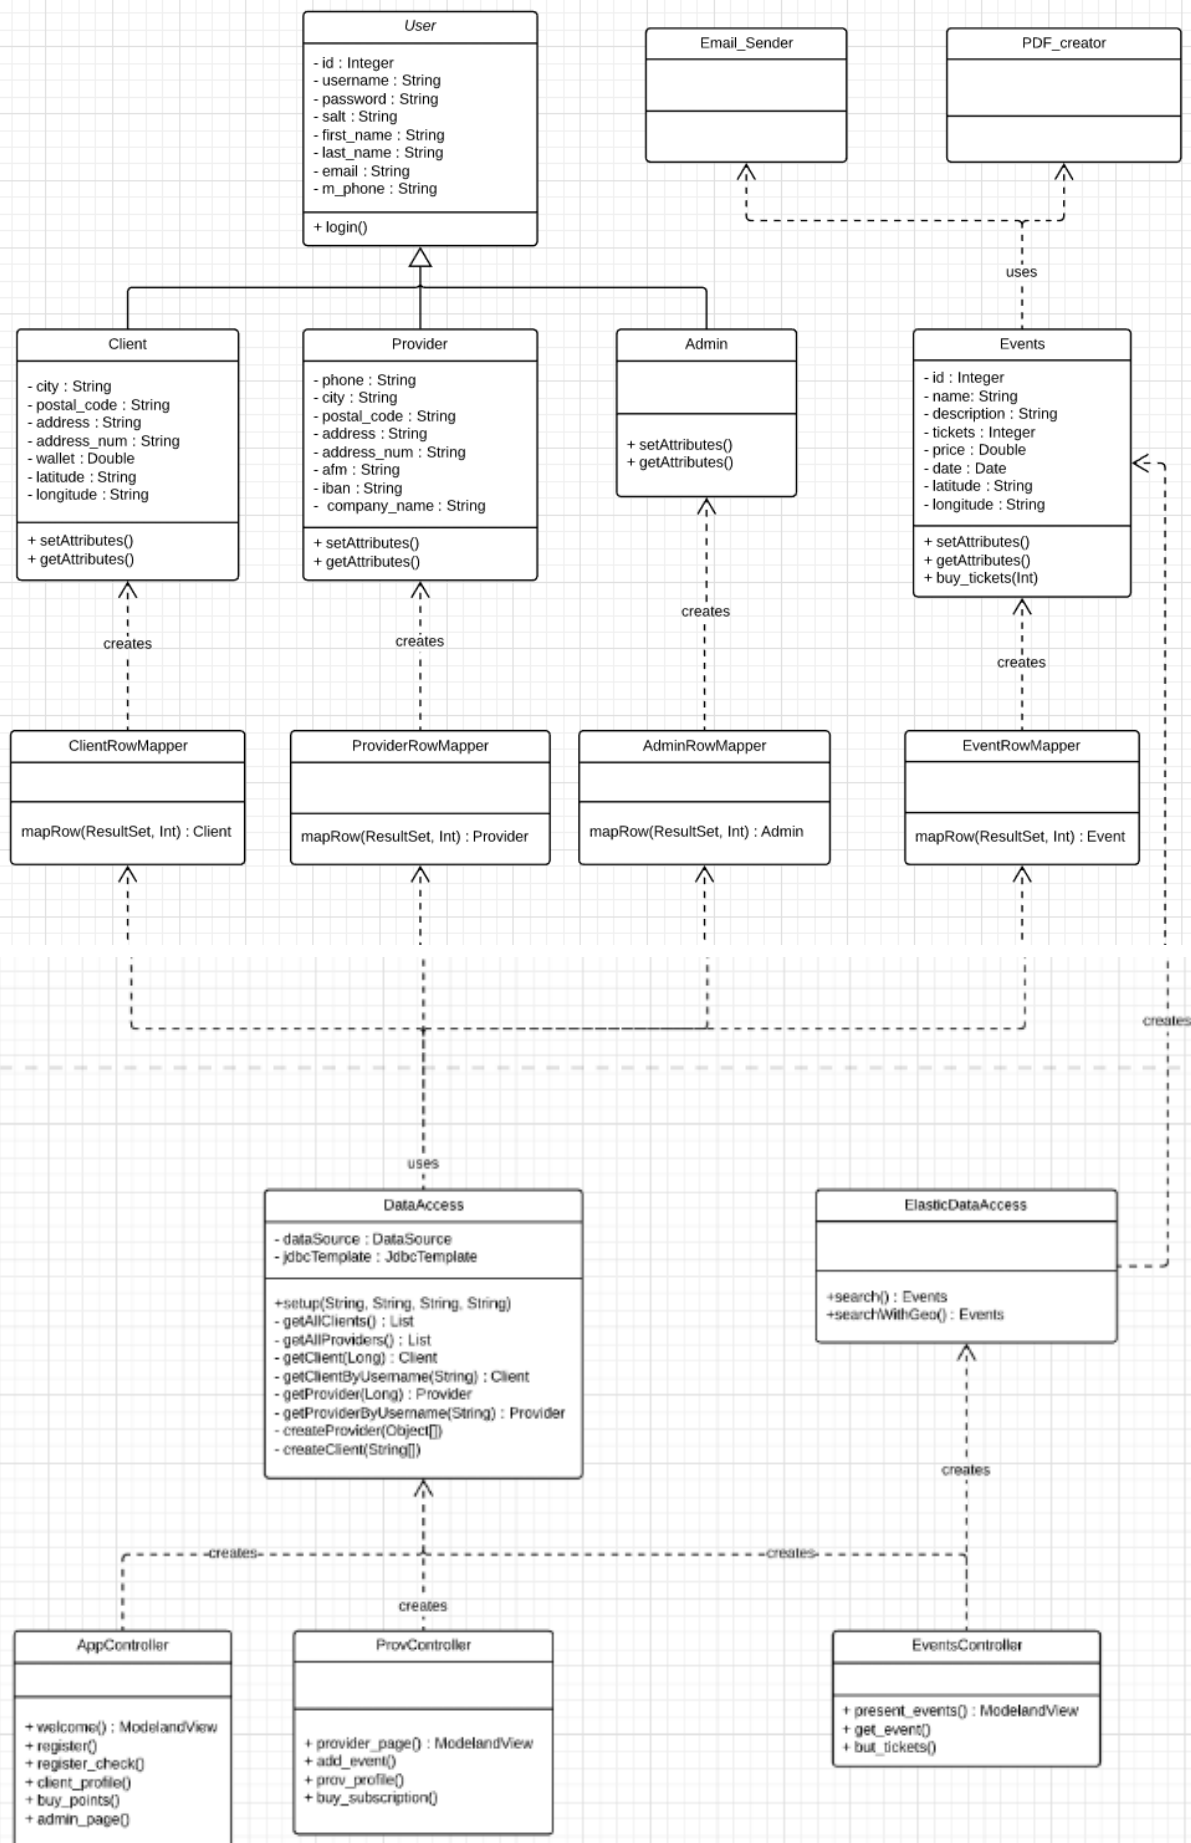 User
- id : Integer
- username : String
- password : String
- salt : String
- first_name : String
- last_name : String
- email : String
- m_phone : String
+ login()
Email_Sender
PDF_creator
uses
Client
- city : String
- postal_code : String
- address : String
- address_num : String
- wallet : Double
- latitude : String
- longitude : String
+ setAttributes()
+ getAttributes()
Provider
- phone : String
- city : String
- postal_code : String
- address : String
- address_num : String
- afm : String
- iban : String
- company_name : String
+ setAttributes()
+ getAttributes()
Admin
+ setAttributes()
+ getAttributes()
Events
- id : Integer
- name: String
- description : String
- tickets : Integer
- price : Double
- date : Date
- latitude : String
- longitude : String
+ setAttributes()
+ getAttributes()
+ buy_tickets(Int)
creates
creates
creates
creates
ClientRowMapper
mapRow(ResultSet, Int) : Client
ProviderRowMapper
mapRow(ResultSet, Int) : Provider
AdminRowMapper
mapRow(ResultSet, Int) : Admin
EventRowMapper
mapRow(ResultSet, Int) : Event
creates
uses
DataAccess
- dataSource : DataSource
- jdbcTemplate : JdbcTemplate
+setup(String, String, String, String)
- getAllClients() : List
- getAllProviders() : List
- getClient(Long) : Client
- getClientByUsername(String) : Client
- getProvider(Long) : Provider
- getProviderByUsername(String) : Provider
- createProvider(Object[])
- createClient(String[])
ElasticDataAccess
+search() : Events
+searchWithGeo() : Events
creates
creates
creates
creates
AppController
+ welcome() : ModelandView
+ register()
+ register_check()
+ client_profile()
+ buy_points()
+ admin_page()
ProvController
+ provider_page() : ModelandView
+ add_event()
+ prov_profile()
+ buy_subscription()
EventsController
+ present_events() : ModelandView
+ get_event()
+ but_tickets()